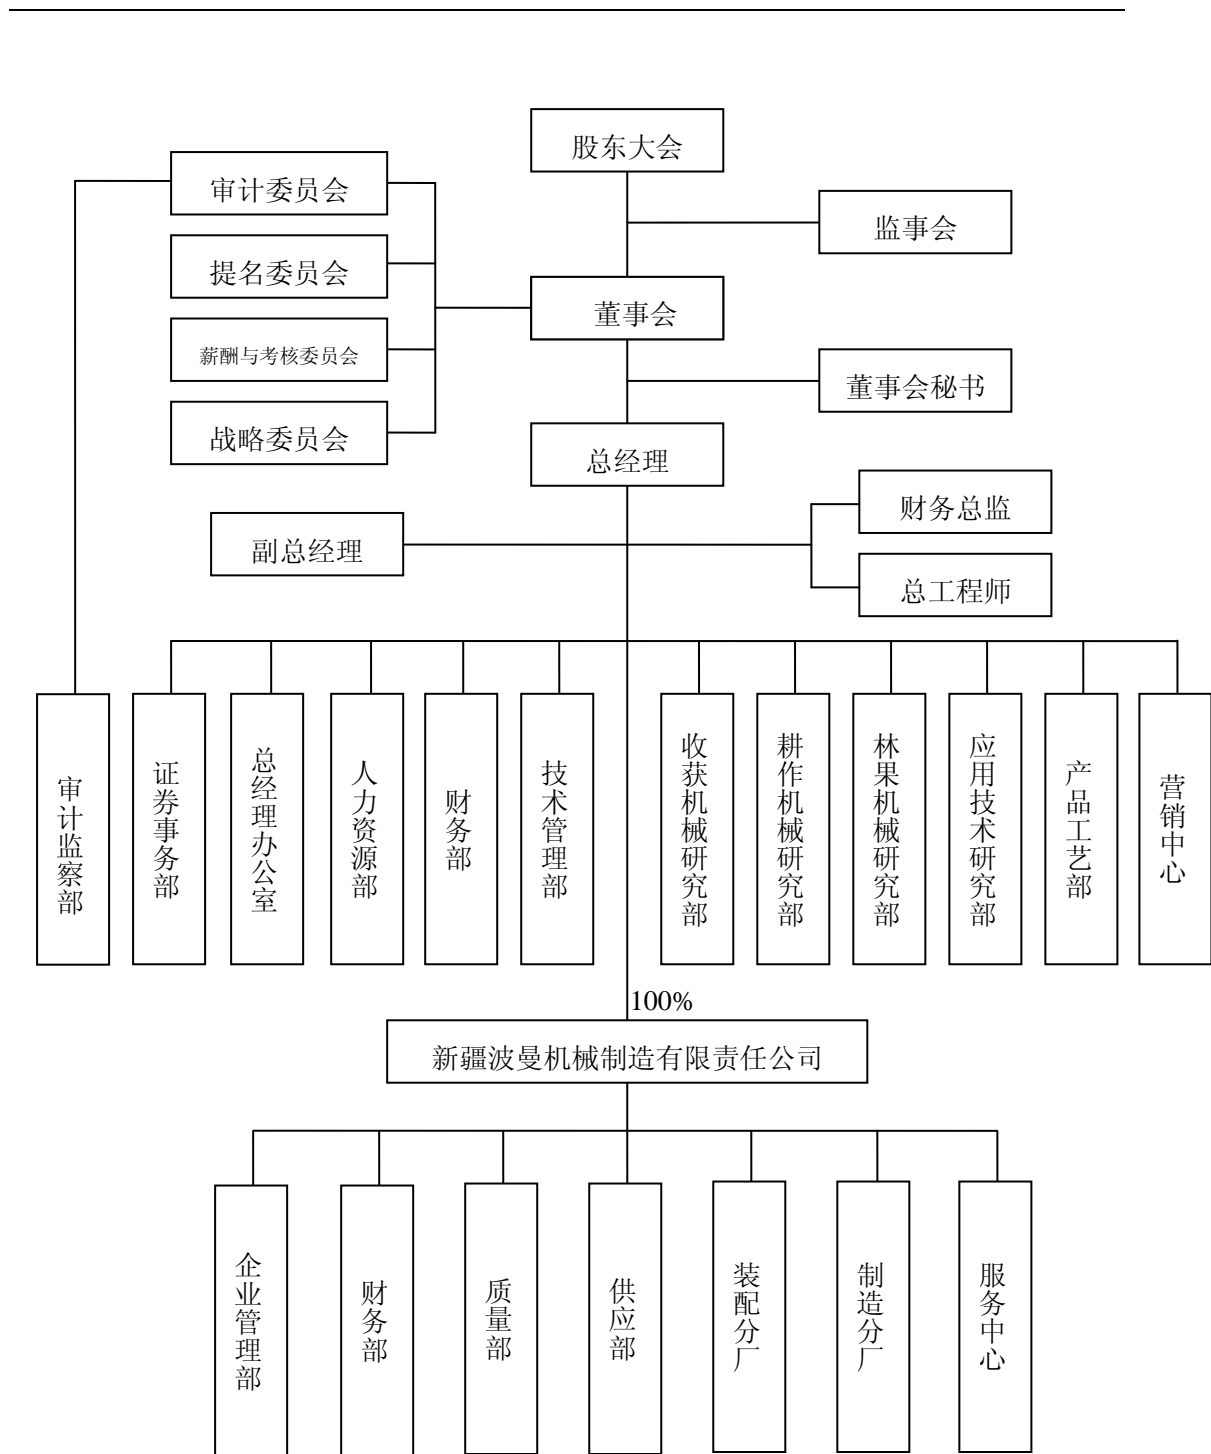 股东大会
审计委员会
监事会
提名委员会
董事会
薪酬与考核委员会
董事会秘书
战略委员会
总经理
财务总监
副总经理
总工程师
审计监察部
证券事务部
总经理办公室
人力资源部
财务部
技术管理部
收获机械研究部
耕作机械研究部
林果机械研究部
应用技术研究部
产品工艺部
营销中心
100%
新疆波曼机械制造有限责任公司
企业管理部
财务部
质量部
供应部
装配分厂
制造分厂
服务中心